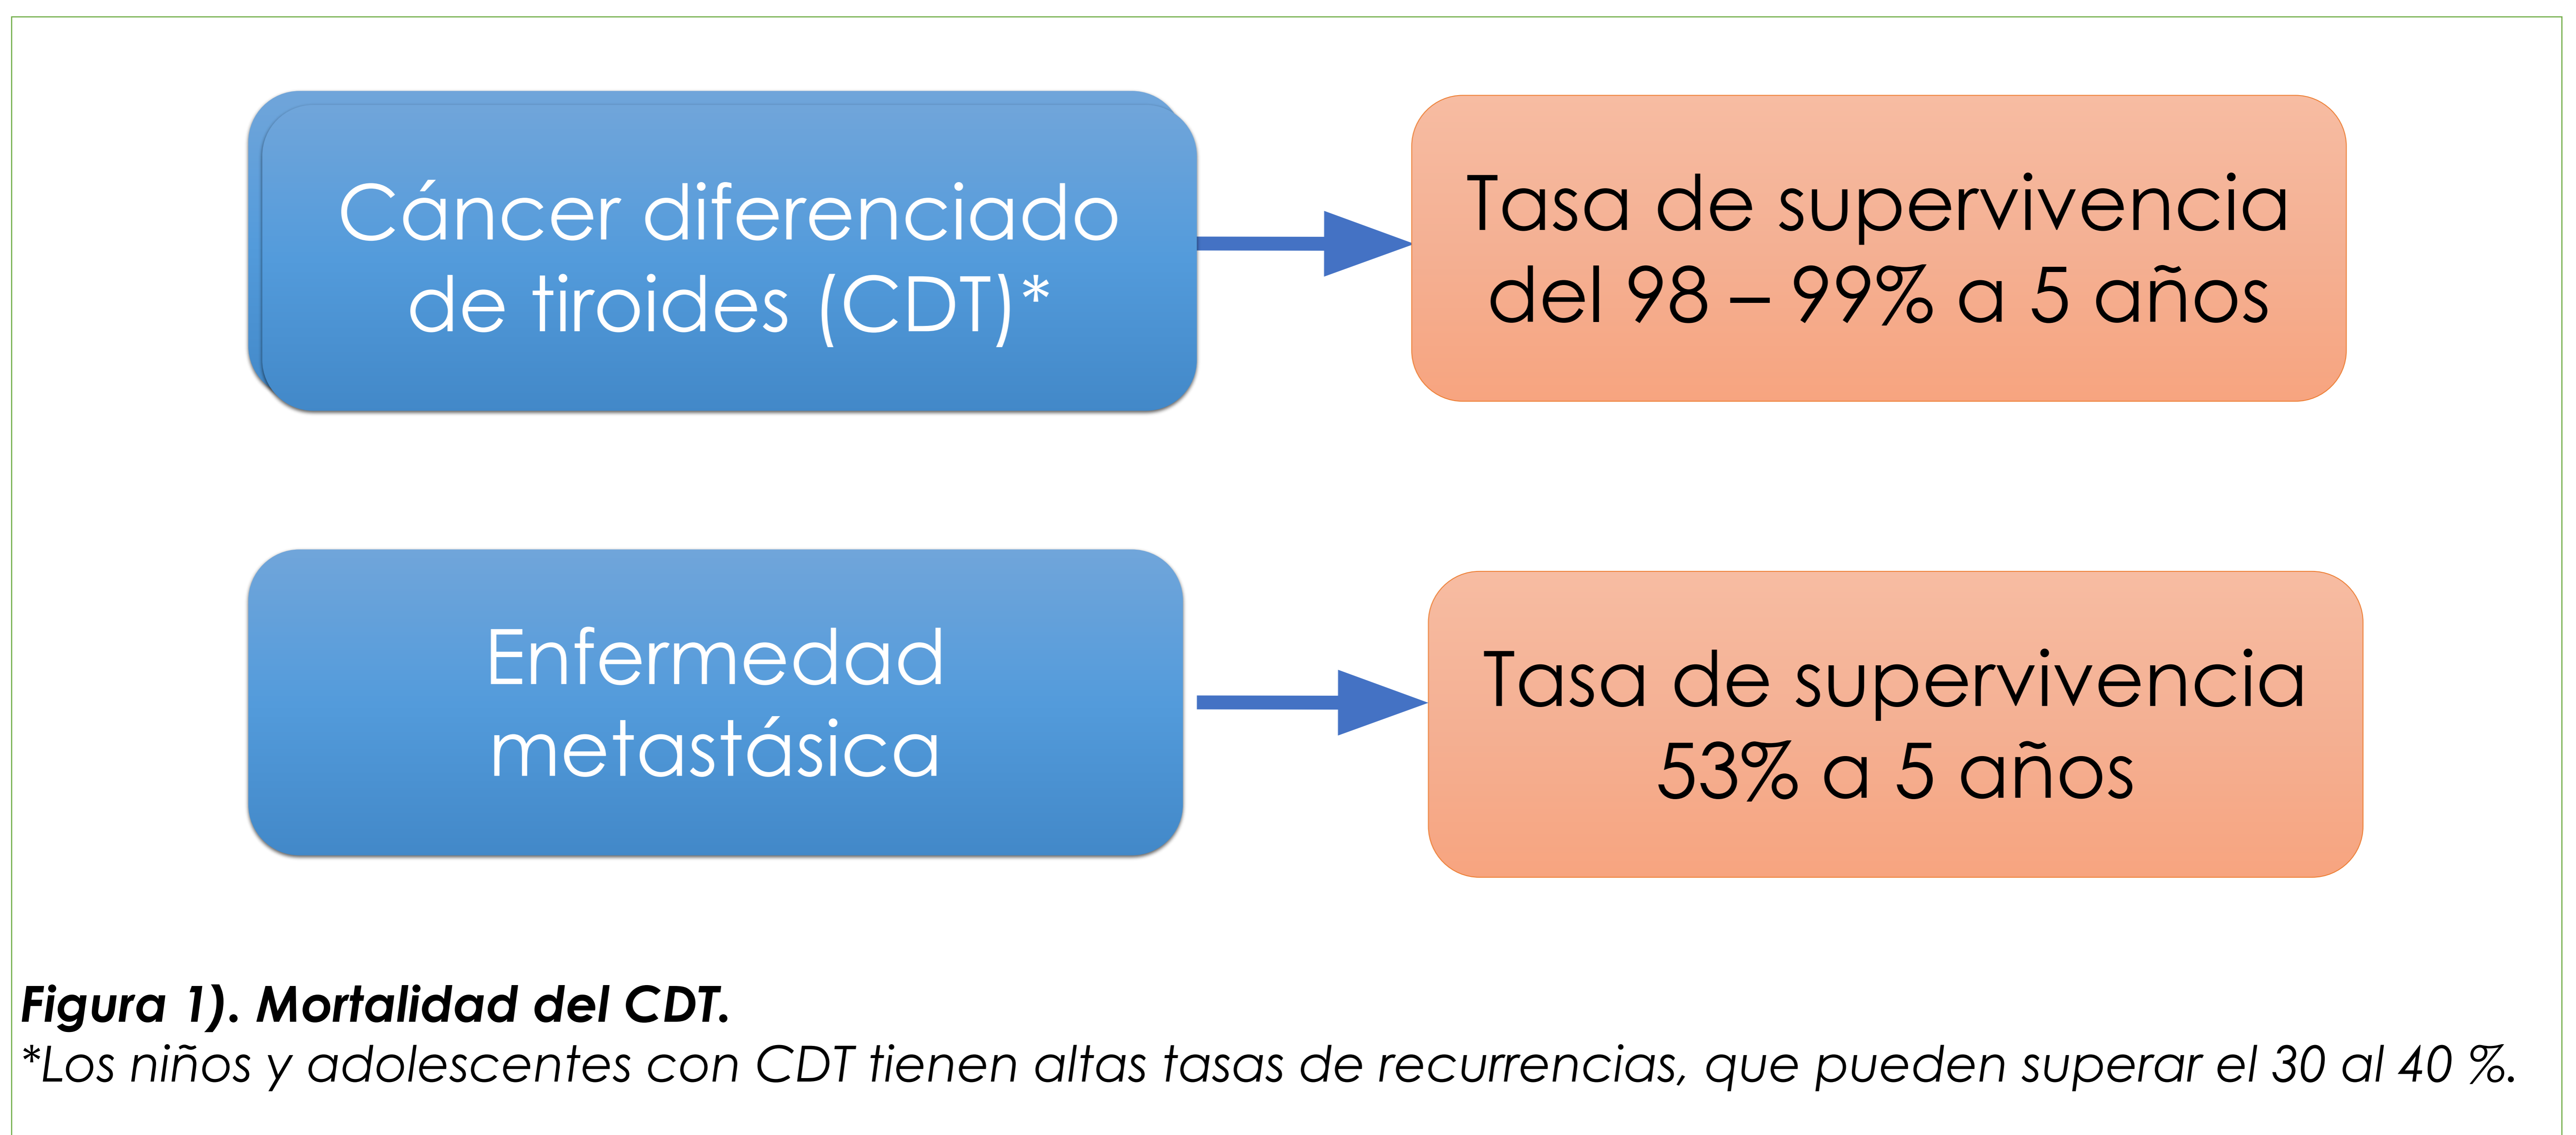 Cáncer diferenciado
de tiroides (CDT)*
Tasa de supervivencia
del 98 – 99% a 5 años
Enfermedad
metastásica
Tasa de supervivencia
53% a 5 años
Figura 1). Mortalidad del CDT.
*Los niños y adolescentes con CDT tienen altas tasas de recurrencias, que pueden superar el 30 al 40 %.